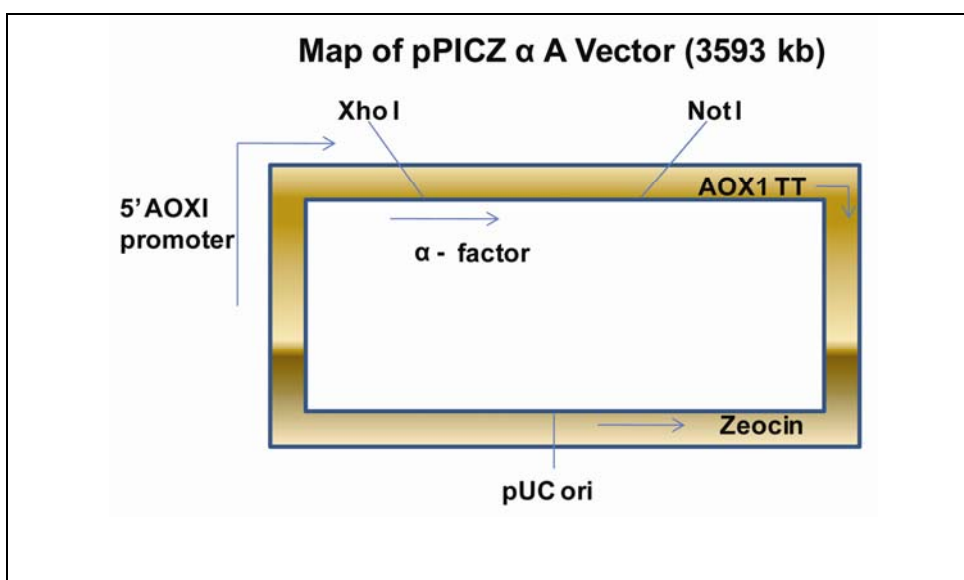 Map of pPICZ α A Vector (3593 kb)
Xho I
Not I
AOX1 TT
5' AOXI
promoter
α - factor
Zeocin
pUC ori